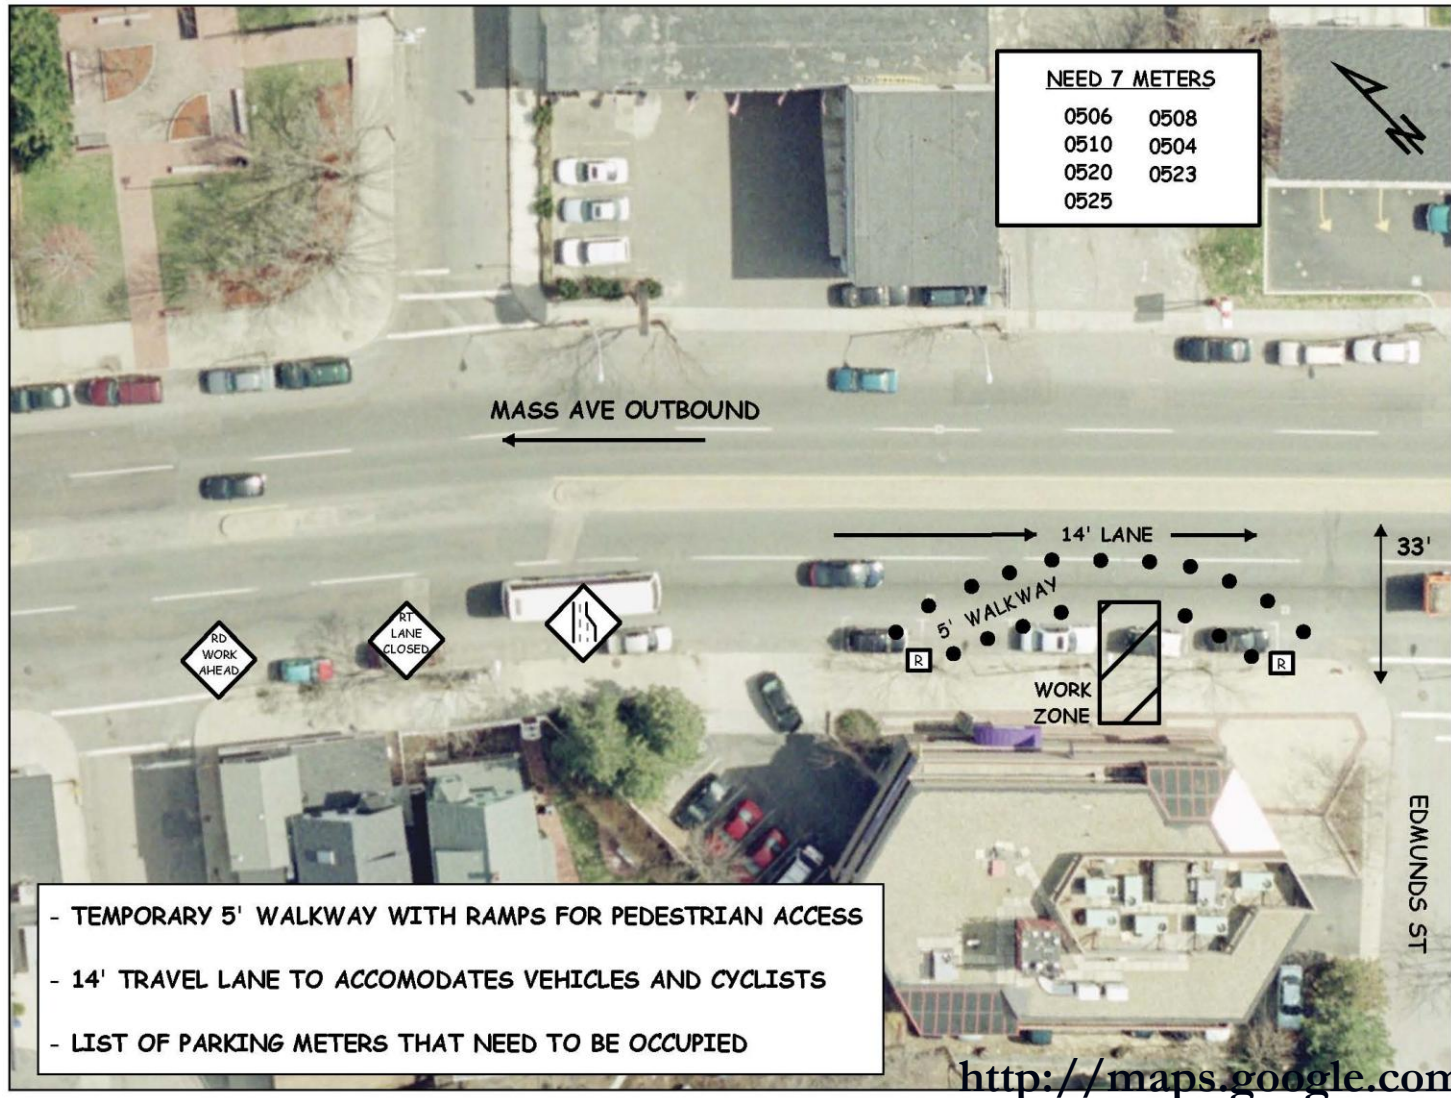 NEED 7 METERS
0506 0508
0510 0504
0520 0523
0525
N
MASS AVE OUTBOUND
14' LANE
33'
5' WALKWAY
RD
WORK
AHEAD
RT
LANE
CLOSED
R
R
WORK
ZONE
EDMUNDS ST
- TEMPORARY 5' WALKWAY WITH RAMPS FOR PEDESTRIAN ACCESS
- 14' TRAVEL LANE TO ACCOMODATES VEHICLES AND CYCLISTS
- LIST OF PARKING METERS THAT NEED TO BE OCCUPIED
http://maps.google.com